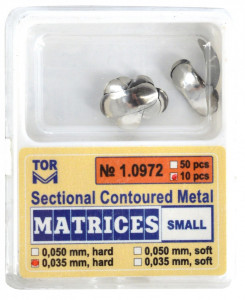 TOR
M
№ 1.0972
50 pcs
10 pcs
Sectional Contoured Metal
MATRICES SMALL
0,050 mm, hard 0,050 mm, soft
0,035 mm, hard 0,035 mm, soft